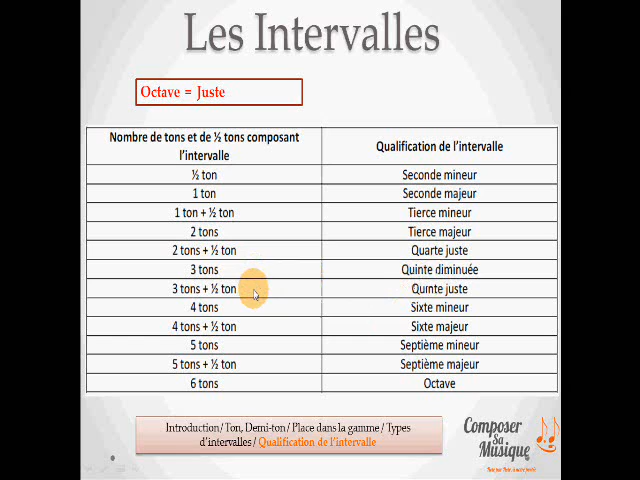 Les Intervalles
Octave = Juste
Nombre de tons et de ½ tons composant
l'intervalle
Qualification de l'intervalle
½ ton Seconde mineur
1 ton Seconde majeur
1 ton + ½ ton Tierce mineur
2 tons Tierce majeur
2 tons + ½ ton Quarte juste
3 tons Quinte diminuée
3 tons + ½ ton Quinte juste
4 tons Sixte mineur
4 tons + ½ ton Sixte majeur
5 tons Septième mineur
5 tons + ½ ton Septième majeur
6 tons Octave
Introduction/ Ton, Demi-ton / Place dans la gamme / Types
d'intervalles / Qualification de l'intervalle
Composer
Sa
Musique